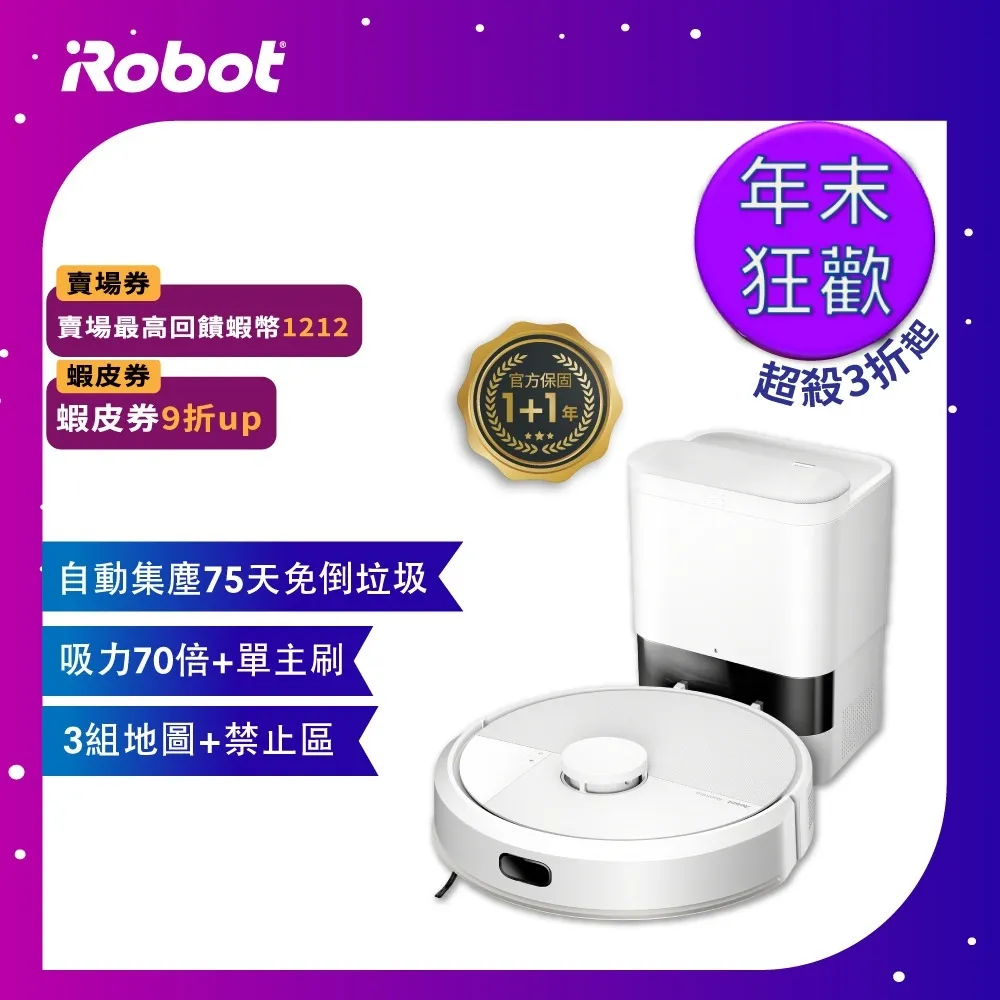 iRobot
年末
狂歡
超殺3折起
賣場券
賣場最高回饋蝦幣1212
蝦皮券
蝦皮券9折up
官方保固
1+1年
自動集塵75天免倒垃圾
吸力70倍+單主刷
3組地圖+禁止區
iRobot